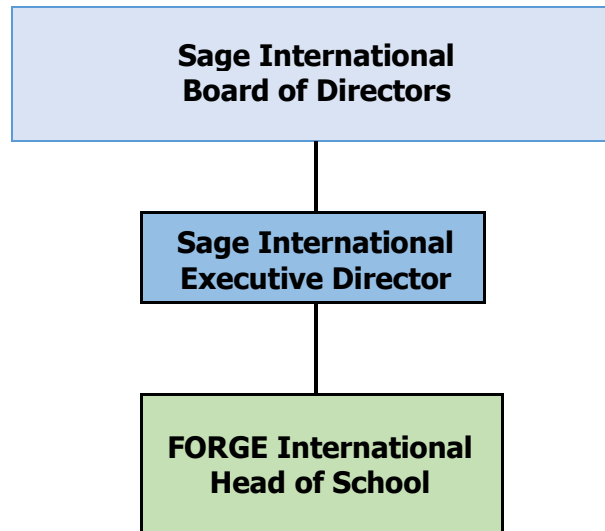 Sage International
Board of Directors
Sage International
Executive Director
FORGE International
Head of School